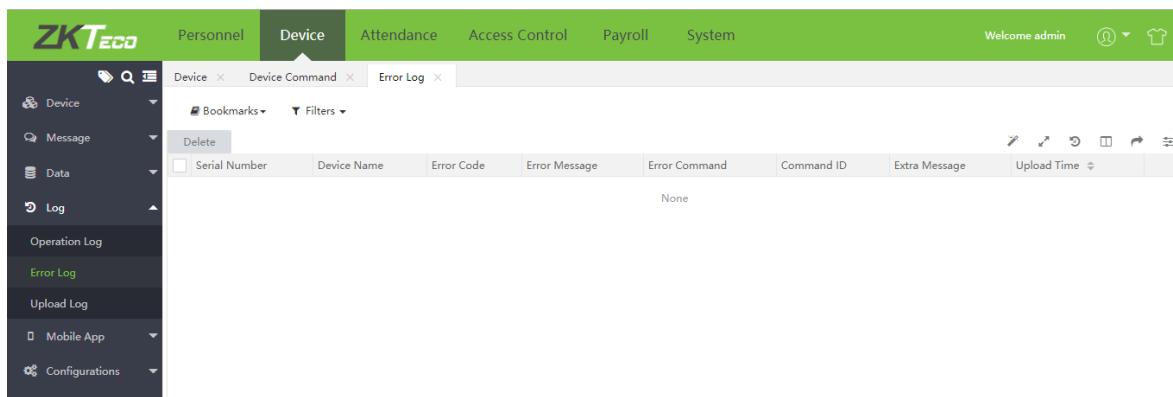 ZKTeco Personnel Device Attendance Access Control Payroll System Welcome admin
Device Device Command Error Log
Device
Bookmarks Filters
Message
Delete
Serial Number Device Name Error Code Error Message Error Command Command ID Extra Message Upload Time
Data
None
Log
Operation Log
Error Log
Upload Log
Mobile App
Configurations